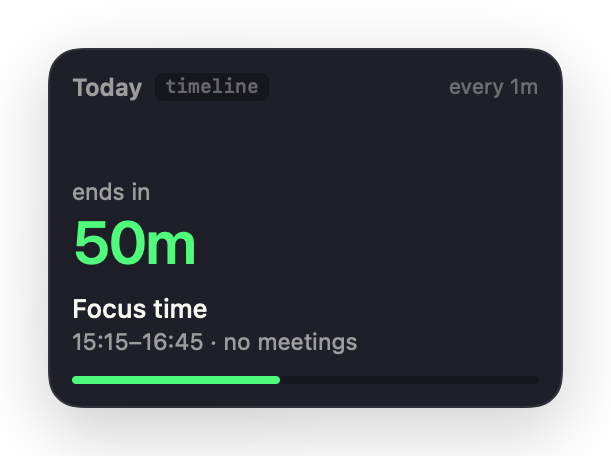 Today timeline every 1m
ends in
50m
Focus time
15:15–16:45 · no meetings